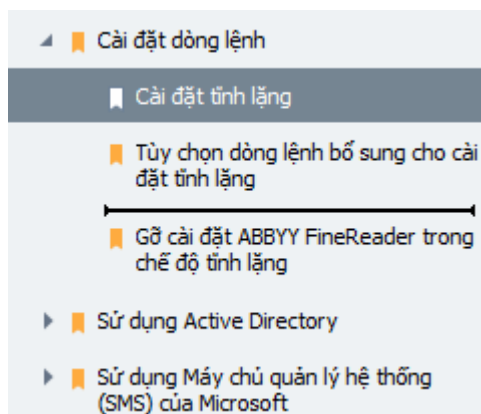 Cài đặt dòng lệnh
Cài đặt tĩnh lặng
Tùy chọn dòng lệnh bổ sung cho cài
đặt tĩnh lặng
Gỡ cài đặt ABBYY FineReader trong
chế độ tĩnh lặng
Sử dụng Active Directory
Sử dụng Máy chủ quản lý hệ thống
(SMS) của Microsoft